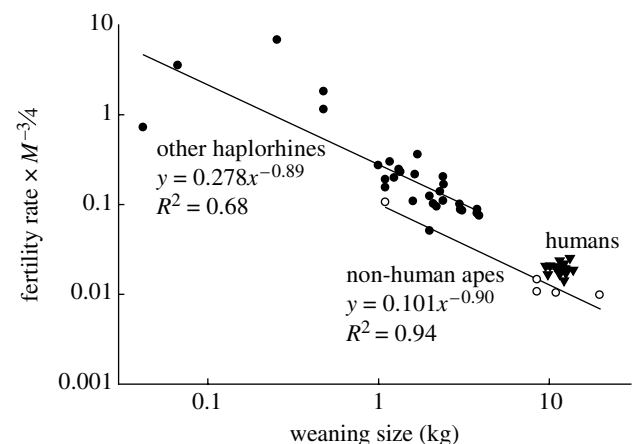 10
1
0.1
0.01
0.001
fertility rate × M⁻³/⁴
other haplorhines
y = 0.278x⁻⁰·⁸⁹
R² = 0.68
humans
non-human apes
y = 0.101x⁻⁰·⁹⁰
R² = 0.94
0.1 1 10
weaning size (kg)